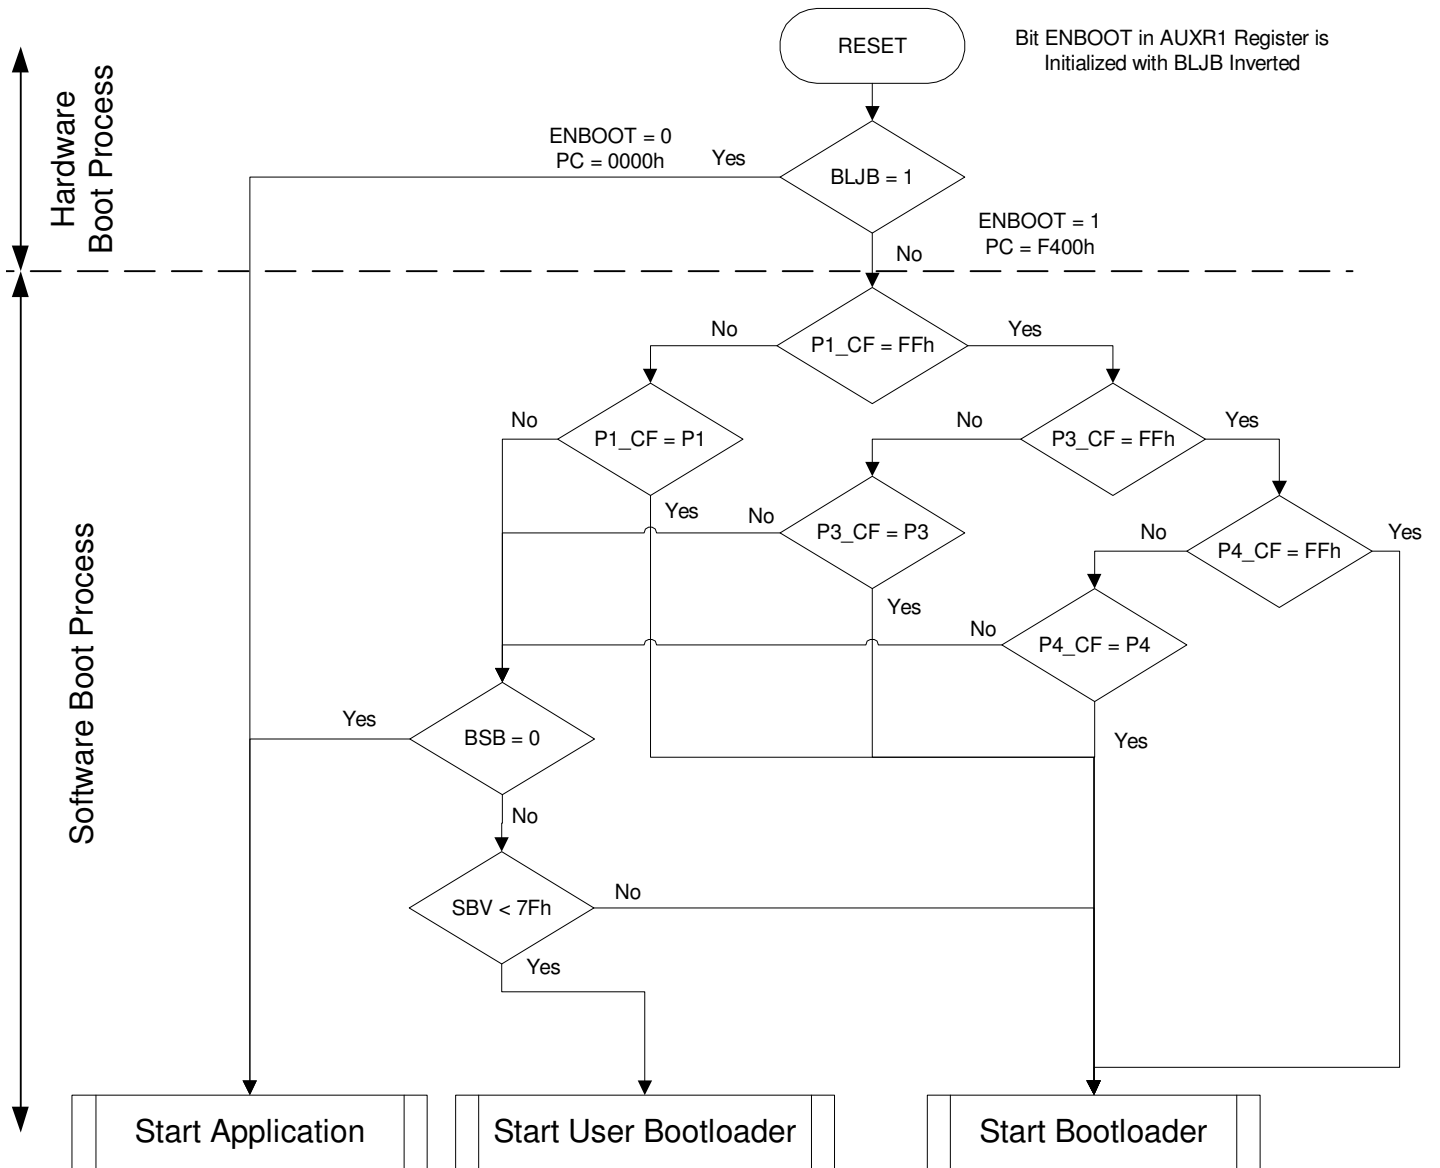 RESET
Bit ENBOOT in AUXR1 Register is
Initialized with BLJB Inverted
Hardware
Boot Process
ENBOOT = 0
PC = 0000h
Yes
BLJB = 1
ENBOOT = 1
PC = F400h
No
No
P1_CF = FFh
Yes
No
P1_CF = P1
Yes
No
P3_CF = FFh
Yes
No
P3_CF = P3
Yes
No
P4_CF = FFh
Yes
No
P4_CF = P4
Yes
Software Boot Process
Yes
BSB = 0
No
SBV < 7Fh
No
Yes
Start Application
Start User Bootloader
Start Bootloader